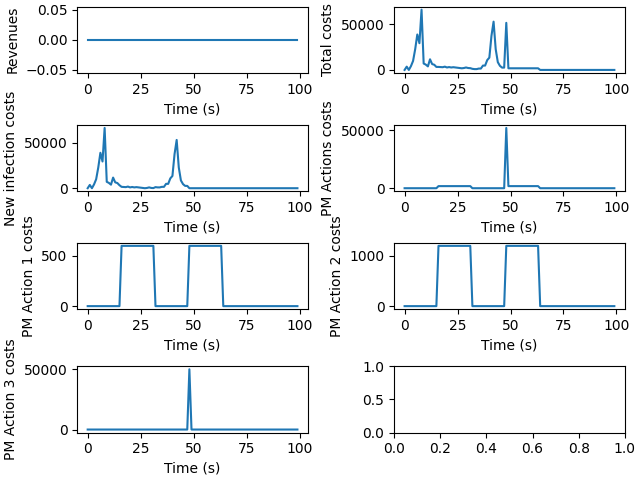 Revenues
0.05
0.00
−0.05
0 25 50 75 100
Time (s)
Total costs
50000
0
0 25 50 75 100
Time (s)
New infection costs
50000
0
0 25 50 75 100
Time (s)
PM Actions costs
50000
0
0 25 50 75 100
Time (s)
PM Action 1 costs
500
0
0 25 50 75 100
Time (s)
PM Action 2 costs
1000
0
0 25 50 75 100
Time (s)
PM Action 3 costs
50000
0
0 25 50 75 100
Time (s)
1.0
0.5
0.0
0.0 0.2 0.4 0.6 0.8 1.0